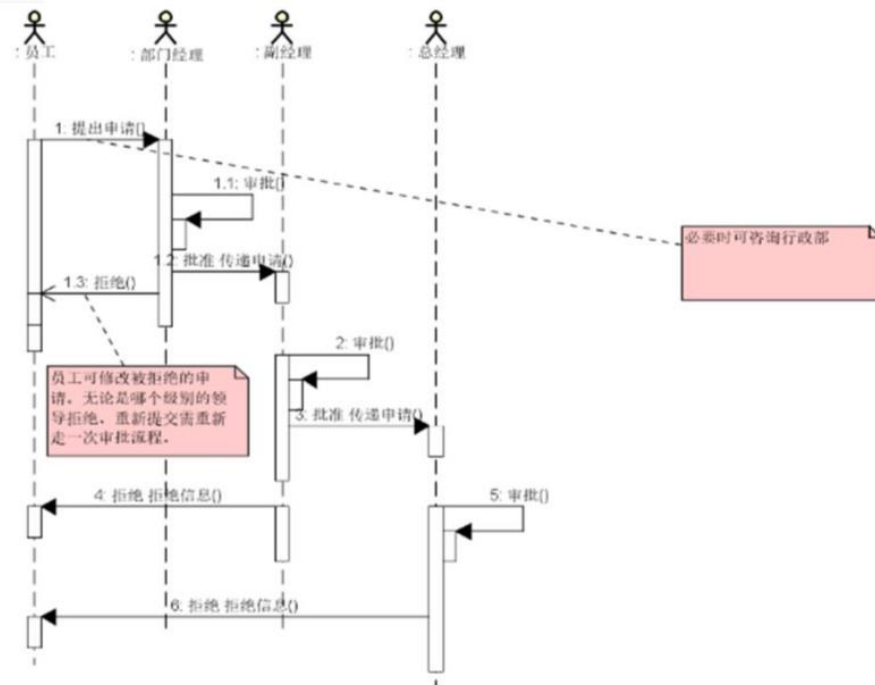 : 员工
: 部门经理
: 副经理
: 总经理
1: 提出申请()
1.1: 审批()
必要时可咨询行政部
1.2: 批准 传递申请()
1.3: 拒绝()
2: 审批()
员工可修改被拒绝的申
请。无论是哪个级别的领
导拒绝、重新提交需重新
走一次审批流程。
3: 批准 传递申请()
4: 拒绝 拒绝信息()
5: 审批()
6: 拒绝 拒绝信息()